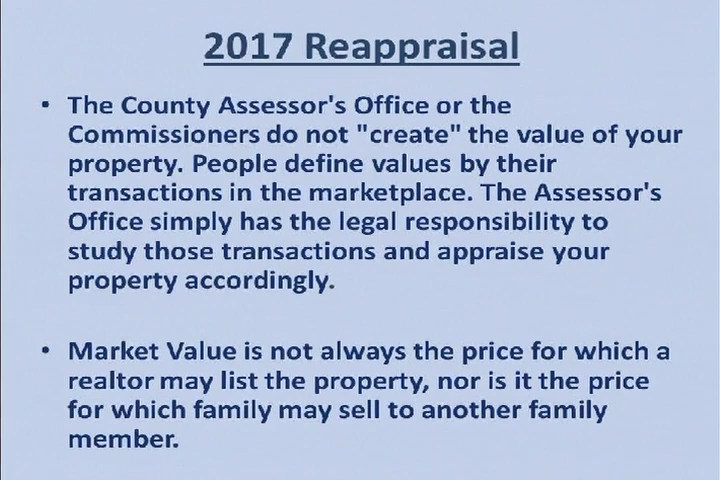 2017 Reappraisal
• The County Assessor's Office or the
Commissioners do not "create" the value of your
property. People define values by their
transactions in the marketplace. The Assessor's
Office simply has the legal responsibility to
study those transactions and appraise your
property accordingly.
• Market Value is not always the price for which a
realtor may list the property, nor is it the price
for which family may sell to another family
member.